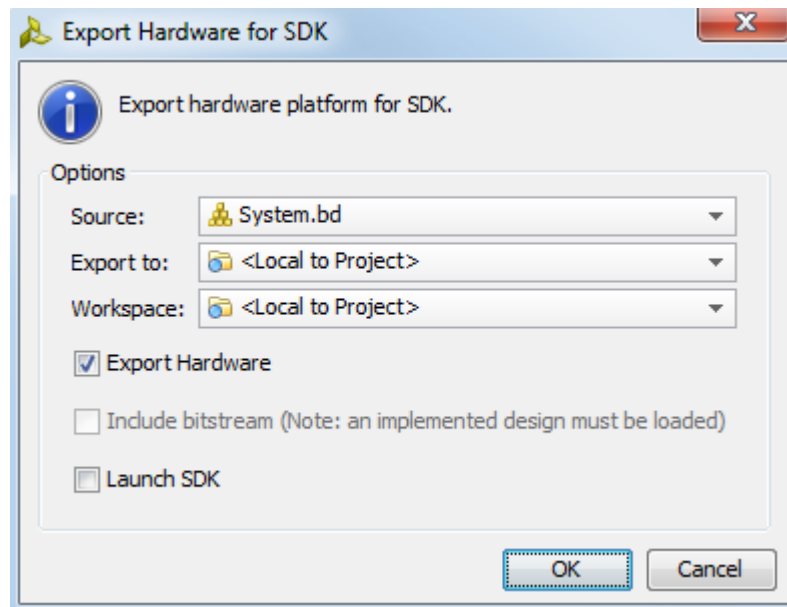 Export Hardware for SDK
Export hardware platform for SDK.
Options
Source: System.bd
Export to: <Local to Project>
Workspace: <Local to Project>
Export Hardware
Include bitstream (Note: an implemented design must be loaded)
Launch SDK
OK Cancel